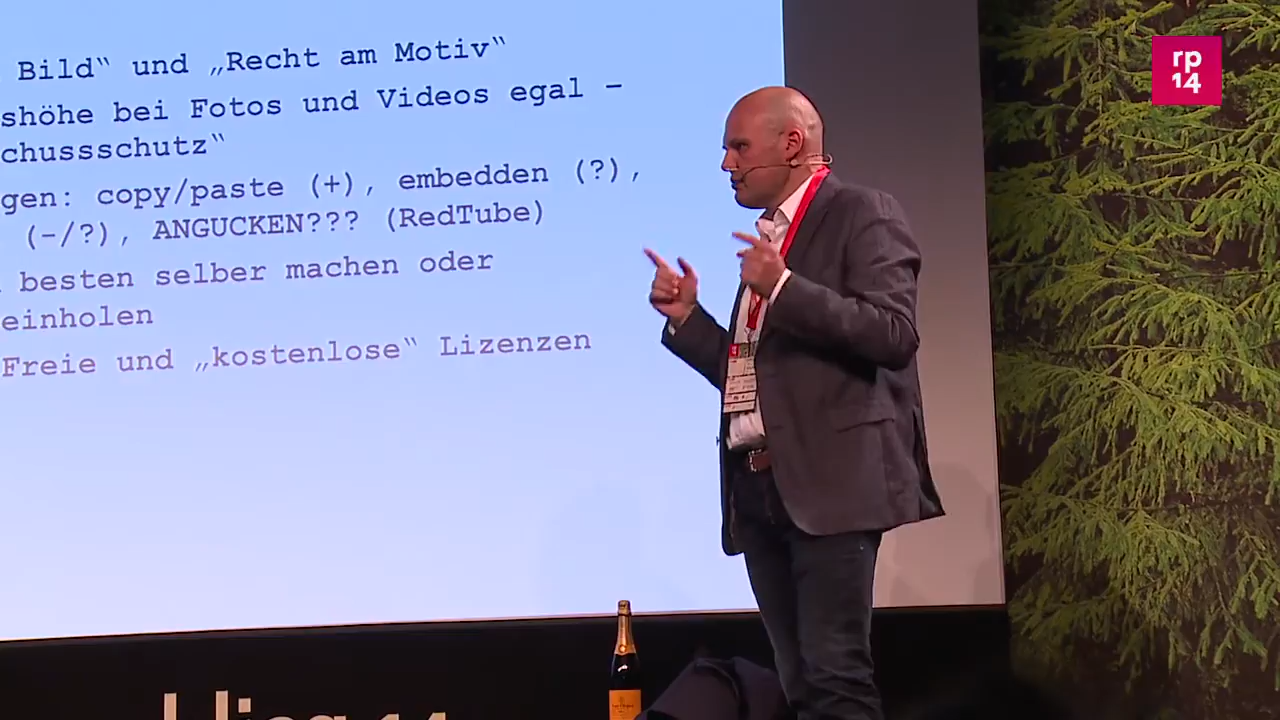 Bild“ und „Recht am Motiv“
shöhe bei Fotos und Videos egal –
chussschutz“
gen: copy/paste (+), embedden (?),
(-/?), ANGUCKEN??? (RedTube)
besten selber machen oder
einholen
Freie und „kostenlose“ Lizenzen
rp
14